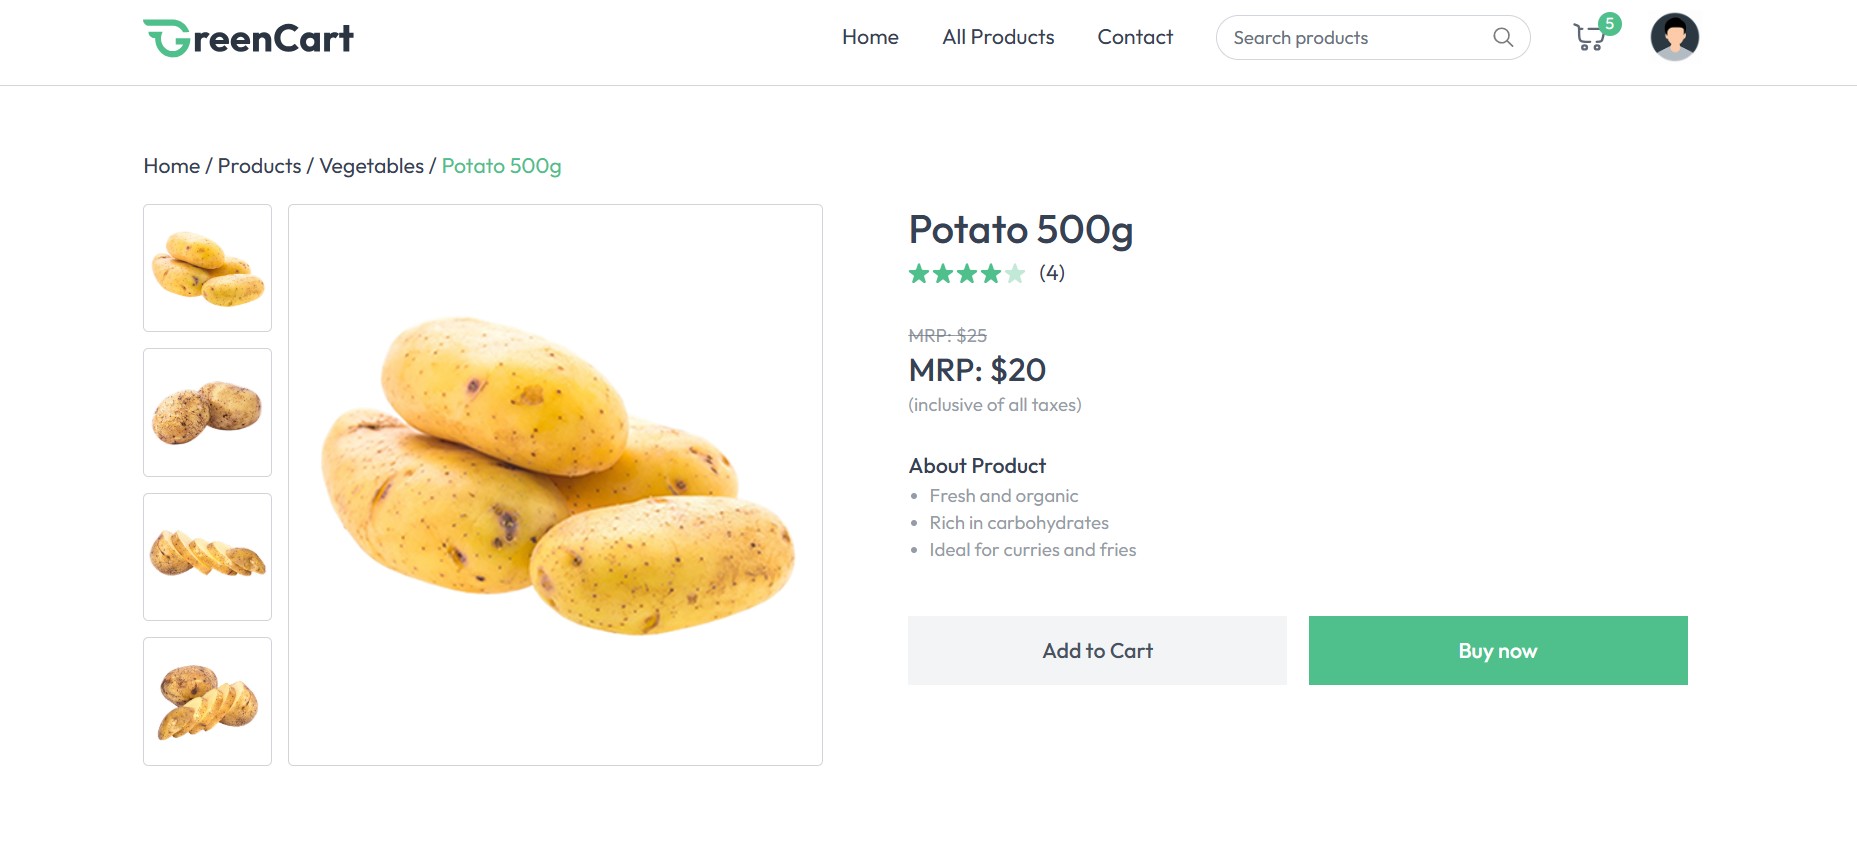 GreenCart
Home
All Products
Contact
Search products
5
Home / Products / Vegetables / Potato 500g
Potato 500g
(4)
MRP: $25
MRP: $20
(inclusive of all taxes)
About Product
• Fresh and organic
• Rich in carbohydrates
• Ideal for curries and fries
Add to Cart
Buy now